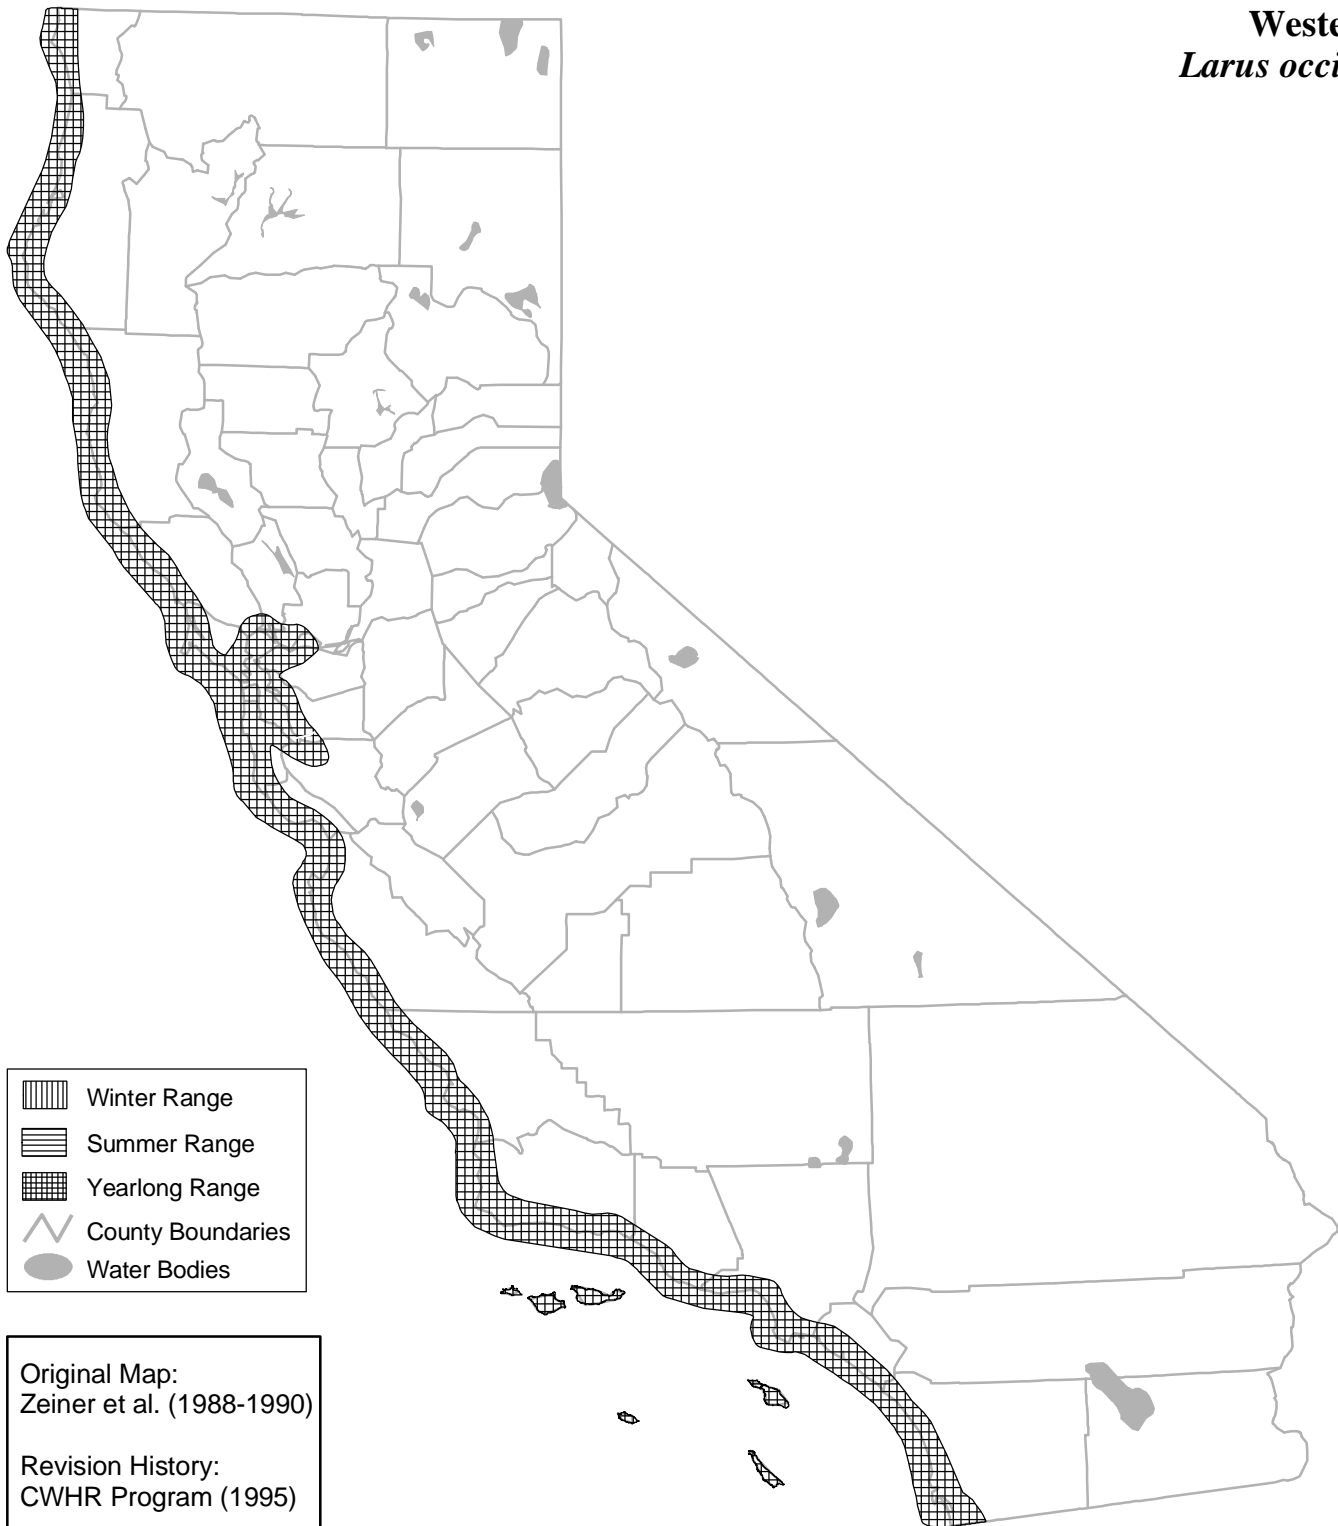 Weste
Larus occi
Winter Range
Summer Range
Yearlong Range
County Boundaries
Water Bodies
Original Map:
Zeiner et al. (1988-1990)
Revision History:
CWHR Program (1995)